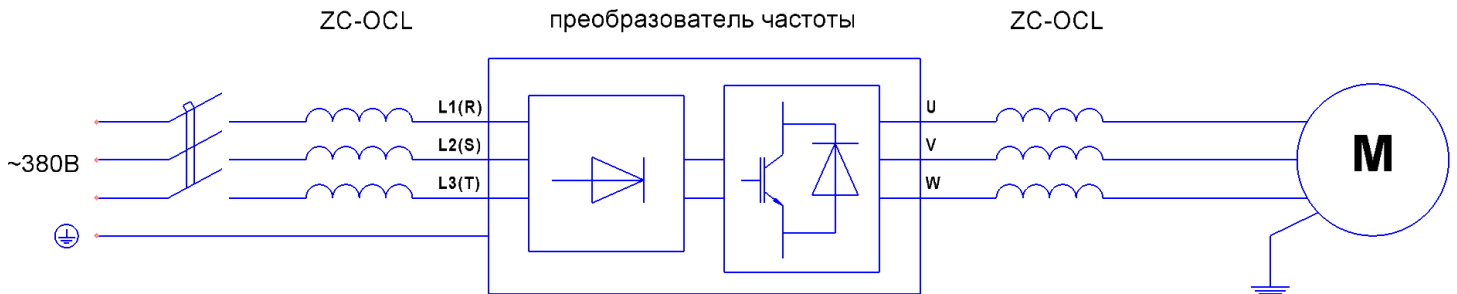 ZC-OCL преобразователь частоты ZC-OCL
L1(R) U
L2(S) V
~380В M
L3(T) W